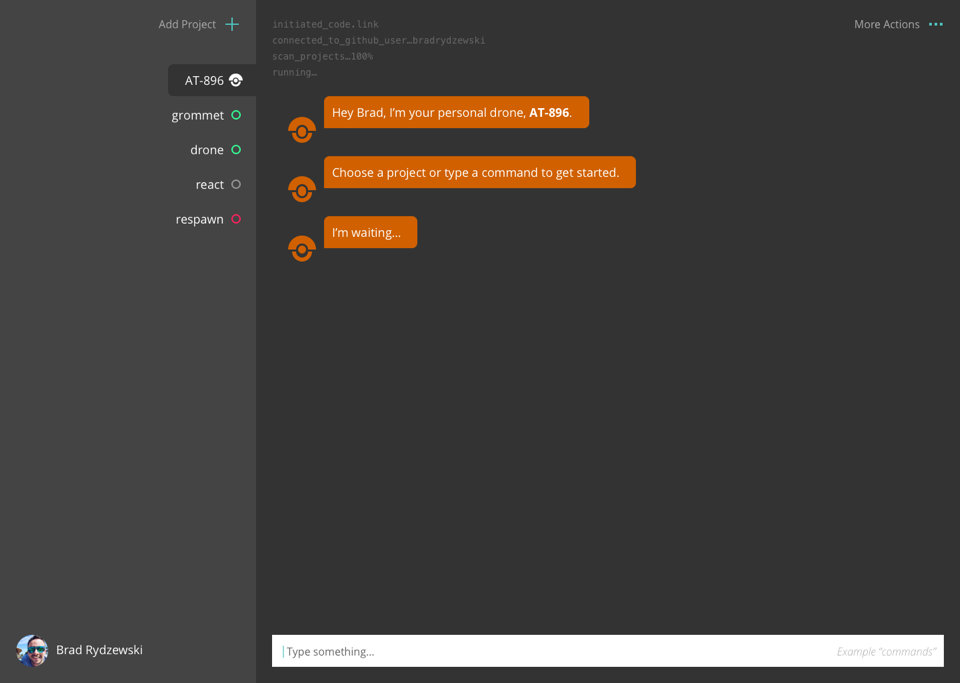 Add Project
AT-896
grommet
drone
react
respawn
Brad Rydzewski
initiated_code.link
connected_to_github_user…bradrydzewski
scan_projects…100%
running…
More Actions
Hey Brad, I’m your personal drone, AT-896.
Choose a project or type a command to get started.
I’m waiting…
Type something…
Example “commands”